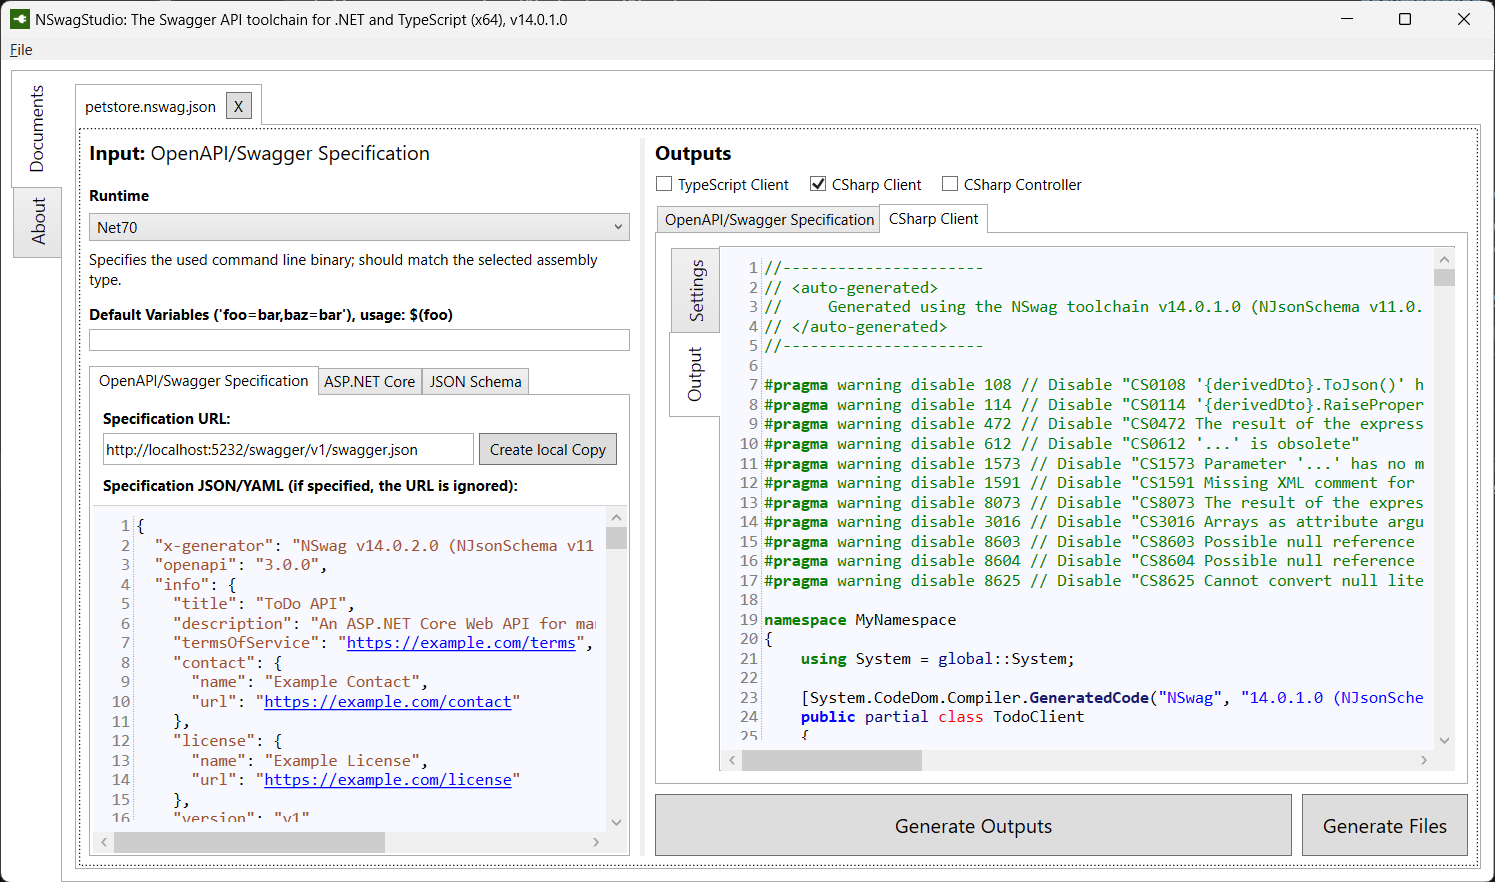 NSwagStudio: The Swagger API toolchain for .NET and TypeScript (x64), v14.0.1.0
File
Documents
About
petstore.nswag.json X
Input: OpenAPI/Swagger Specification
Runtime
Net70
Specifies the used command line binary; should match the selected assembly
type.
Default Variables ('foo=bar,baz=bar'), usage: $(foo)
OpenAPI/Swagger Specification ASP.NET Core JSON Schema
Specification URL:
http://localhost:5232/swagger/v1/swagger.json Create local Copy
Specification JSON/YAML (if specified, the URL is ignored):
1 {
2 "x-generator": "NSwag v14.0.2.0 (NJsonSchema v11
3 "openapi": "3.0.0",
4 "info": {
5 "title": "ToDo API",
6 "description": "An ASP.NET Core Web API for mar
7 "termsOfService": "https://example.com/terms",
8 "contact": {
9 "name": "Example Contact",
10 "url": "https://example.com/contact"
11 },
12 "license": {
13 "name": "Example License",
14 "url": "https://example.com/license"
15 },
16 "version": "v1"
Outputs
TypeScript Client CSharp Client CSharp Controller
OpenAPI/Swagger Specification CSharp Client
Settings
Output
1 //----------------------
2 // <auto-generated>
3 //     Generated using the NSwag toolchain v14.0.1.0 (NJsonSchema v11.0.
4 // </auto-generated>
5 //----------------------
6
7 #pragma warning disable 108 // Disable "CS0108 '{derivedDto}.ToJson()' h
8 #pragma warning disable 114 // Disable "CS0114 '{derivedDto}.RaiseProper
9 #pragma warning disable 472 // Disable "CS0472 The result of the express
10 #pragma warning disable 612 // Disable "CS0612 '...' is obsolete"
11 #pragma warning disable 1573 // Disable "CS1573 Parameter '...' has no m
12 #pragma warning disable 1591 // Disable "CS1591 Missing XML comment for
13 #pragma warning disable 8073 // Disable "CS8073 The result of the expres
14 #pragma warning disable 3016 // Disable "CS3016 Arrays as attribute argu
15 #pragma warning disable 8603 // Disable "CS8603 Possible null reference
16 #pragma warning disable 8604 // Disable "CS8604 Possible null reference
17 #pragma warning disable 8625 // Disable "CS8625 Cannot convert null lite
18
19 namespace MyNamespace
20 {
21     using System = global::System;
22
23     [System.CodeDom.Compiler.GeneratedCode("NSwag", "14.0.1.0 (NJsonSche
24     public partial class TodoClient
25     {
Generate Outputs Generate Files